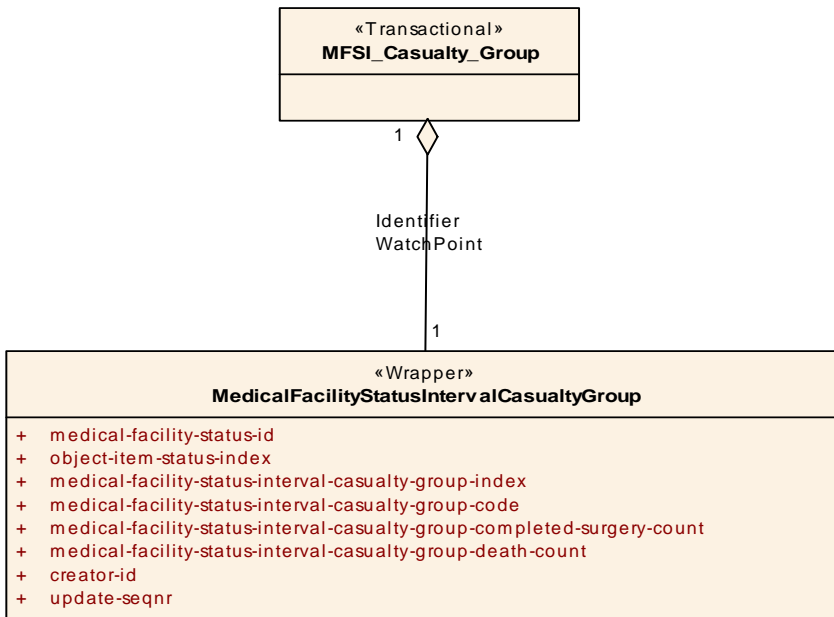 «Transactional»
MFSI_Casualty_Group
1
Identifier
WatchPoint
1
«Wrapper»
MedicalFacilityStatusIntervalCasualtyGroup
+ medical-facility-status-id
+ object-item-status-index
+ medical-facility-status-interval-casualty-group-index
+ medical-facility-status-interval-casualty-group-code
+ medical-facility-status-interval-casualty-group-completed-surgery-count
+ medical-facility-status-interval-casualty-group-death-count
+ creator-id
+ update-seqnr